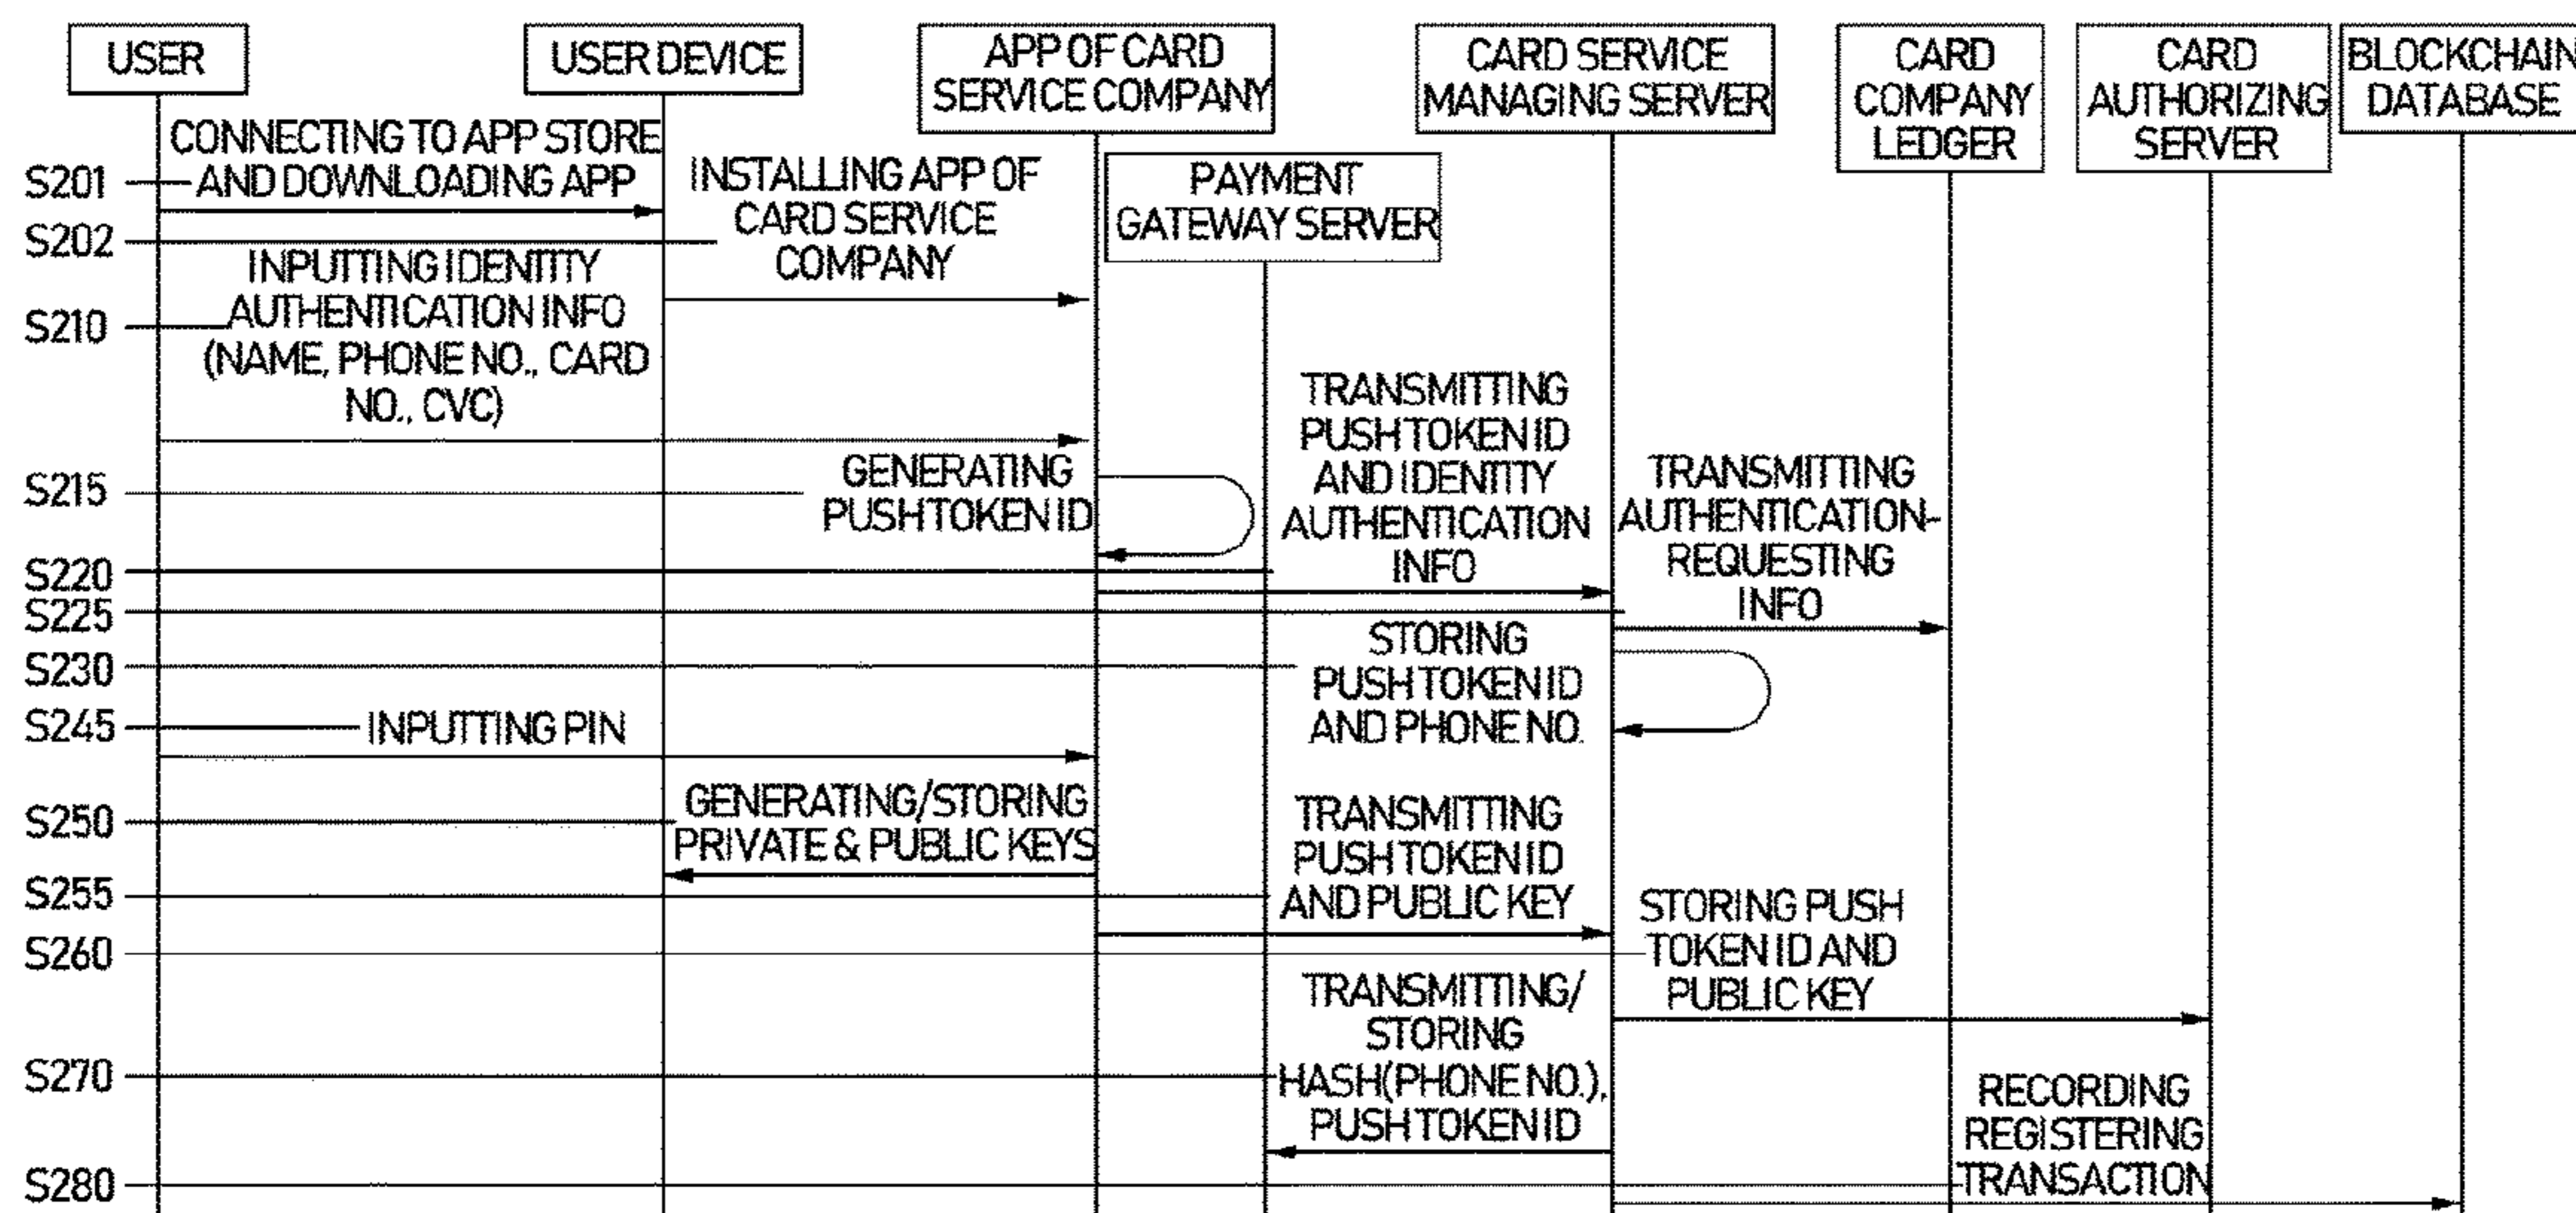 USER
USER DEVICE
APP OF CARD
SERVICE COMPANY
CARD SERVICE
MANAGING SERVER
CARD
COMPANY
LEDGER
CARD
AUTHORIZING
SERVER
BLOCKCHAIN
DATABASE
PAYMENT
GATEWAY SERVER
S201
CONNECTING TO APP STORE
AND DOWNLOADING APP
S202
INSTALLING APP OF
CARD SERVICE
COMPANY
S210
INPUTTING IDENTITY
AUTHENTICATION INFO
(NAME, PHONE NO., CARD
NO., CVC)
S215
GENERATING
PUSH TOKEN ID
S220
TRANSMITTING
PUSH TOKEN ID
AND IDENTITY
AUTHENTICATION
INFO
S225
TRANSMITTING
AUTHENTICATION-
REQUESTING
INFO
S230
STORING
PUSH TOKEN ID
AND PHONE NO.
S245
INPUTTING PIN
S250
GENERATING/STORING
PRIVATE & PUBLIC KEYS
S255
TRANSMITTING
PUSH TOKEN ID
AND PUBLIC KEY
S260
STORING PUSH
TOKEN ID AND
PUBLIC KEY
S270
TRANSMITTING/
STORING
HASH(PHONE NO.),
PUSH TOKEN ID
S280
RECORDING
REGISTERING
TRANSACTION